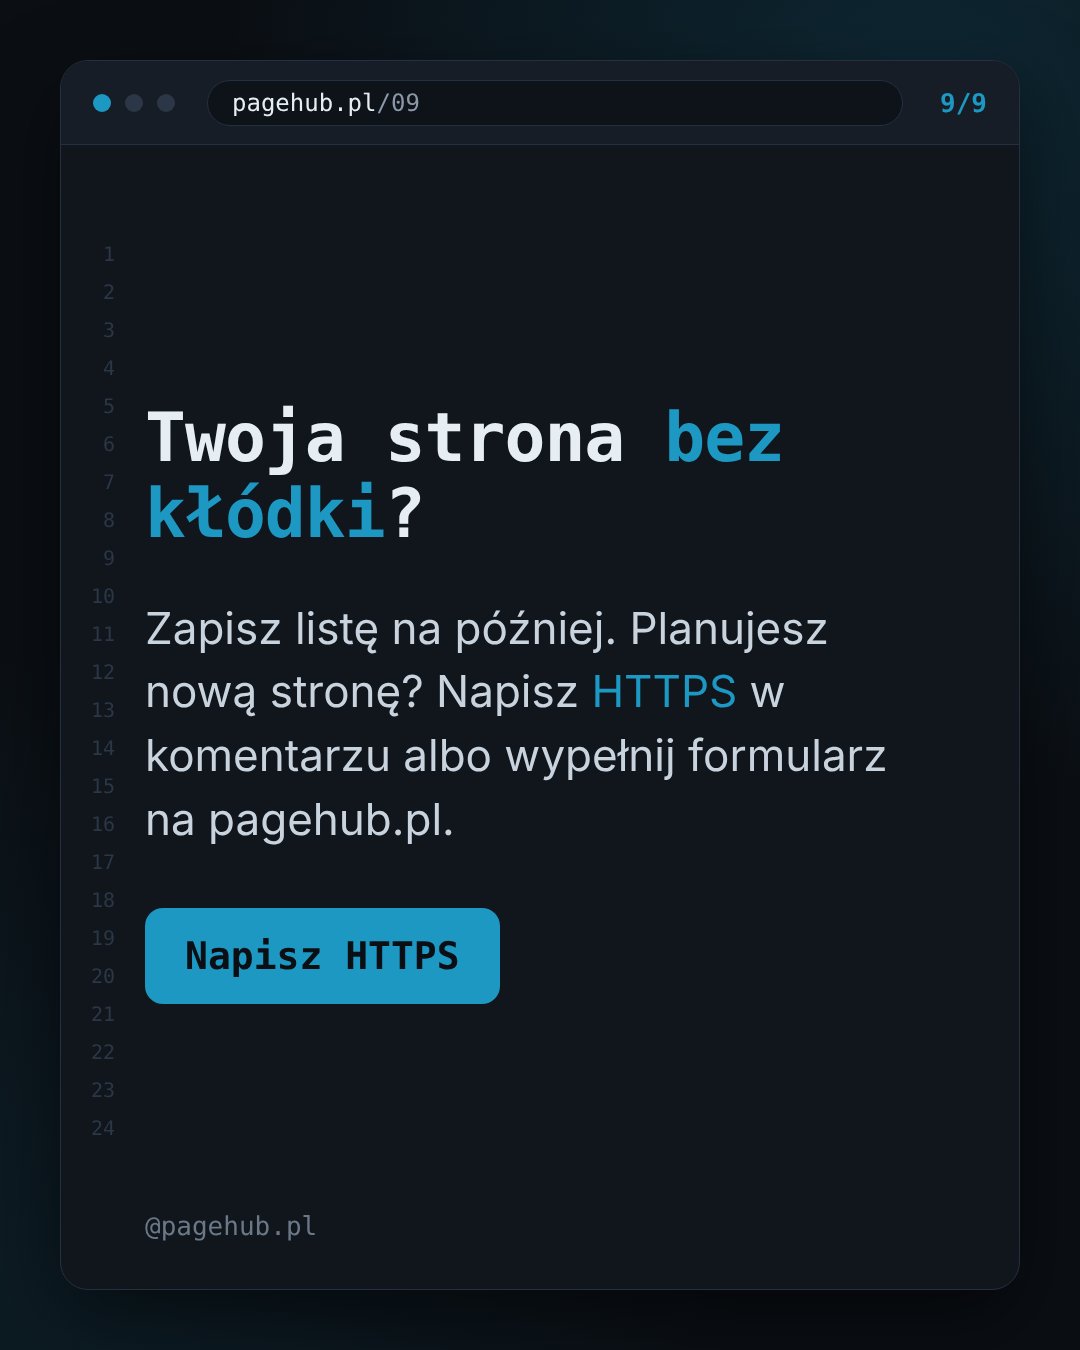 pagehub.pl/09
9/9
1
2
3
4
5
6
7
8
9
10
11
12
13
14
15
16
17
18
19
20
21
22
23
24
Twoja strona bez
kłódki?
Zapisz listę na później. Planujesz
nową stronę? Napisz HTTPS w
komentarzu albo wypełnij formularz
na pagehub.pl.
Napisz HTTPS
@pagehub.pl